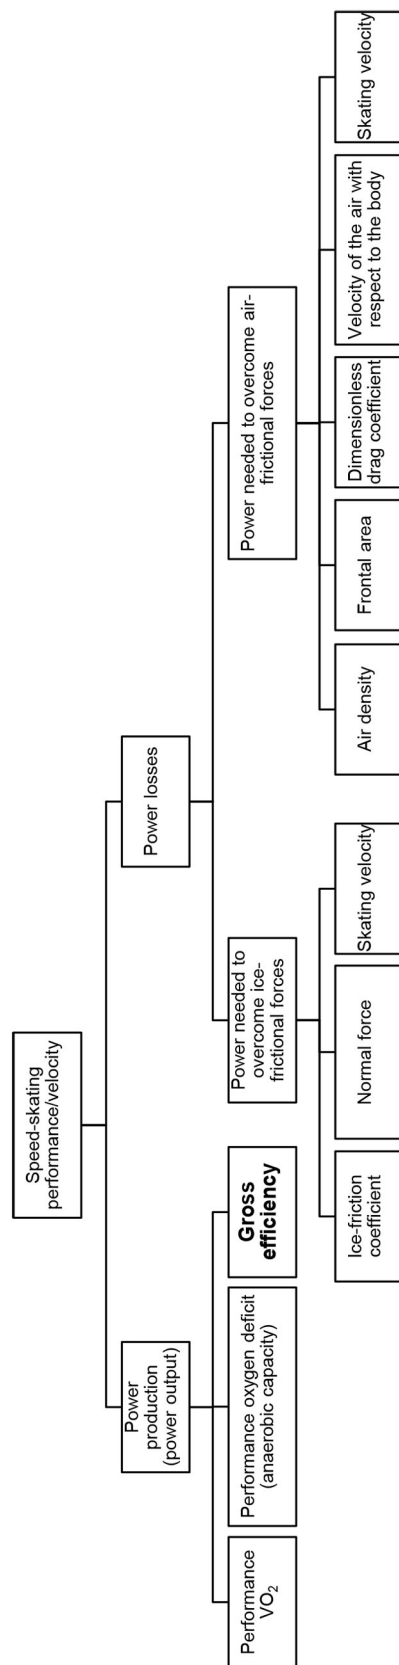 Speed-skating
performance/velocity
Power
production
(power output)
Power losses
Performance
VO₂
Performance oxygen deficit
(anaerobic capacity)
Gross
efficiency
Power needed to
overcome ice-
frictional forces
Power needed to overcome air-
frictional forces
Ice-friction
coefficient
Normal force
Skating velocity
Air density
Frontal area
Dimensionless
drag coefficient
Velocity of the air with
respect to the body
Skating velocity